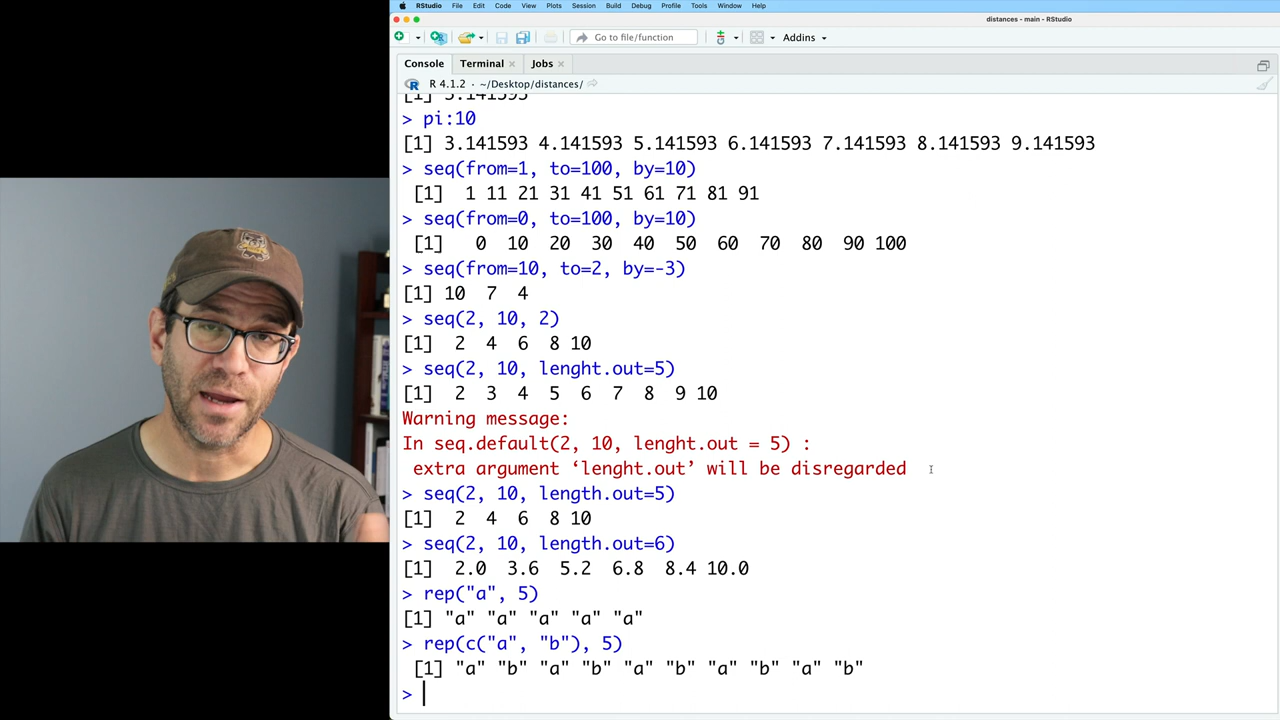 RStudio File Edit Code View Plots Session Build Debug Profile Tools Window Help
distances - main - RStudio
Go to file/function Addins
Console Terminal Jobs
R 4.1.2 · ~/Desktop/distances/
[1] 3.141593
> pi:10
[1] 3.141593 4.141593 5.141593 6.141593 7.141593 8.141593 9.141593
> seq(from=1, to=100, by=10)
[1] 1 11 21 31 41 51 61 71 81 91
> seq(from=0, to=100, by=10)
[1] 0 10 20 30 40 50 60 70 80 90 100
> seq(from=10, to=2, by=-3)
[1] 10 7 4
> seq(2, 10, 2)
[1] 2 4 6 8 10
> seq(2, 10, lenght.out=5)
[1] 2 3 4 5 6 7 8 9 10
Warning message:
In seq.default(2, 10, lenght.out = 5) :
extra argument ‘lenght.out’ will be disregarded
> seq(2, 10, length.out=5)
[1] 2 4 6 8 10
> seq(2, 10, length.out=6)
[1] 2.0 3.6 5.2 6.8 8.4 10.0
> rep("a", 5)
[1] "a" "a" "a" "a" "a"
> rep(c("a", "b"), 5)
[1] "a" "b" "a" "b" "a" "b" "a" "b" "a" "b"
>